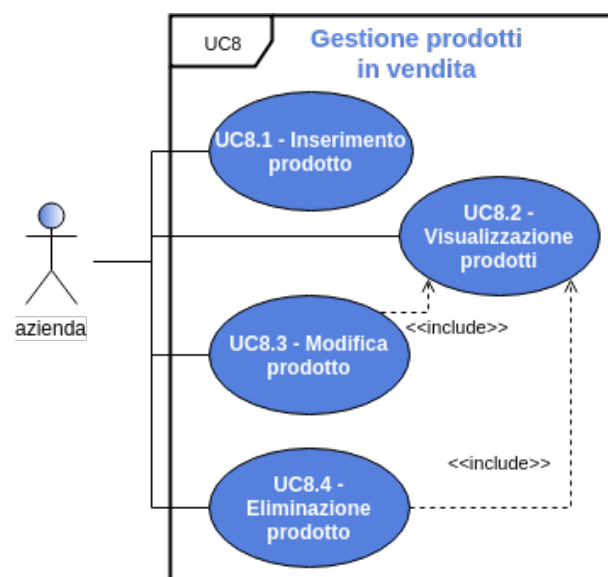 UC8
Gestione prodotti
in vendita
UC8.1 - Inserimento
prodotto
UC8.2 -
Visualizzazione
prodotti
azienda
<<include>>
UC8.3 - Modifica
prodotto
<<include>>
UC8.4 -
Eliminazione
prodotto